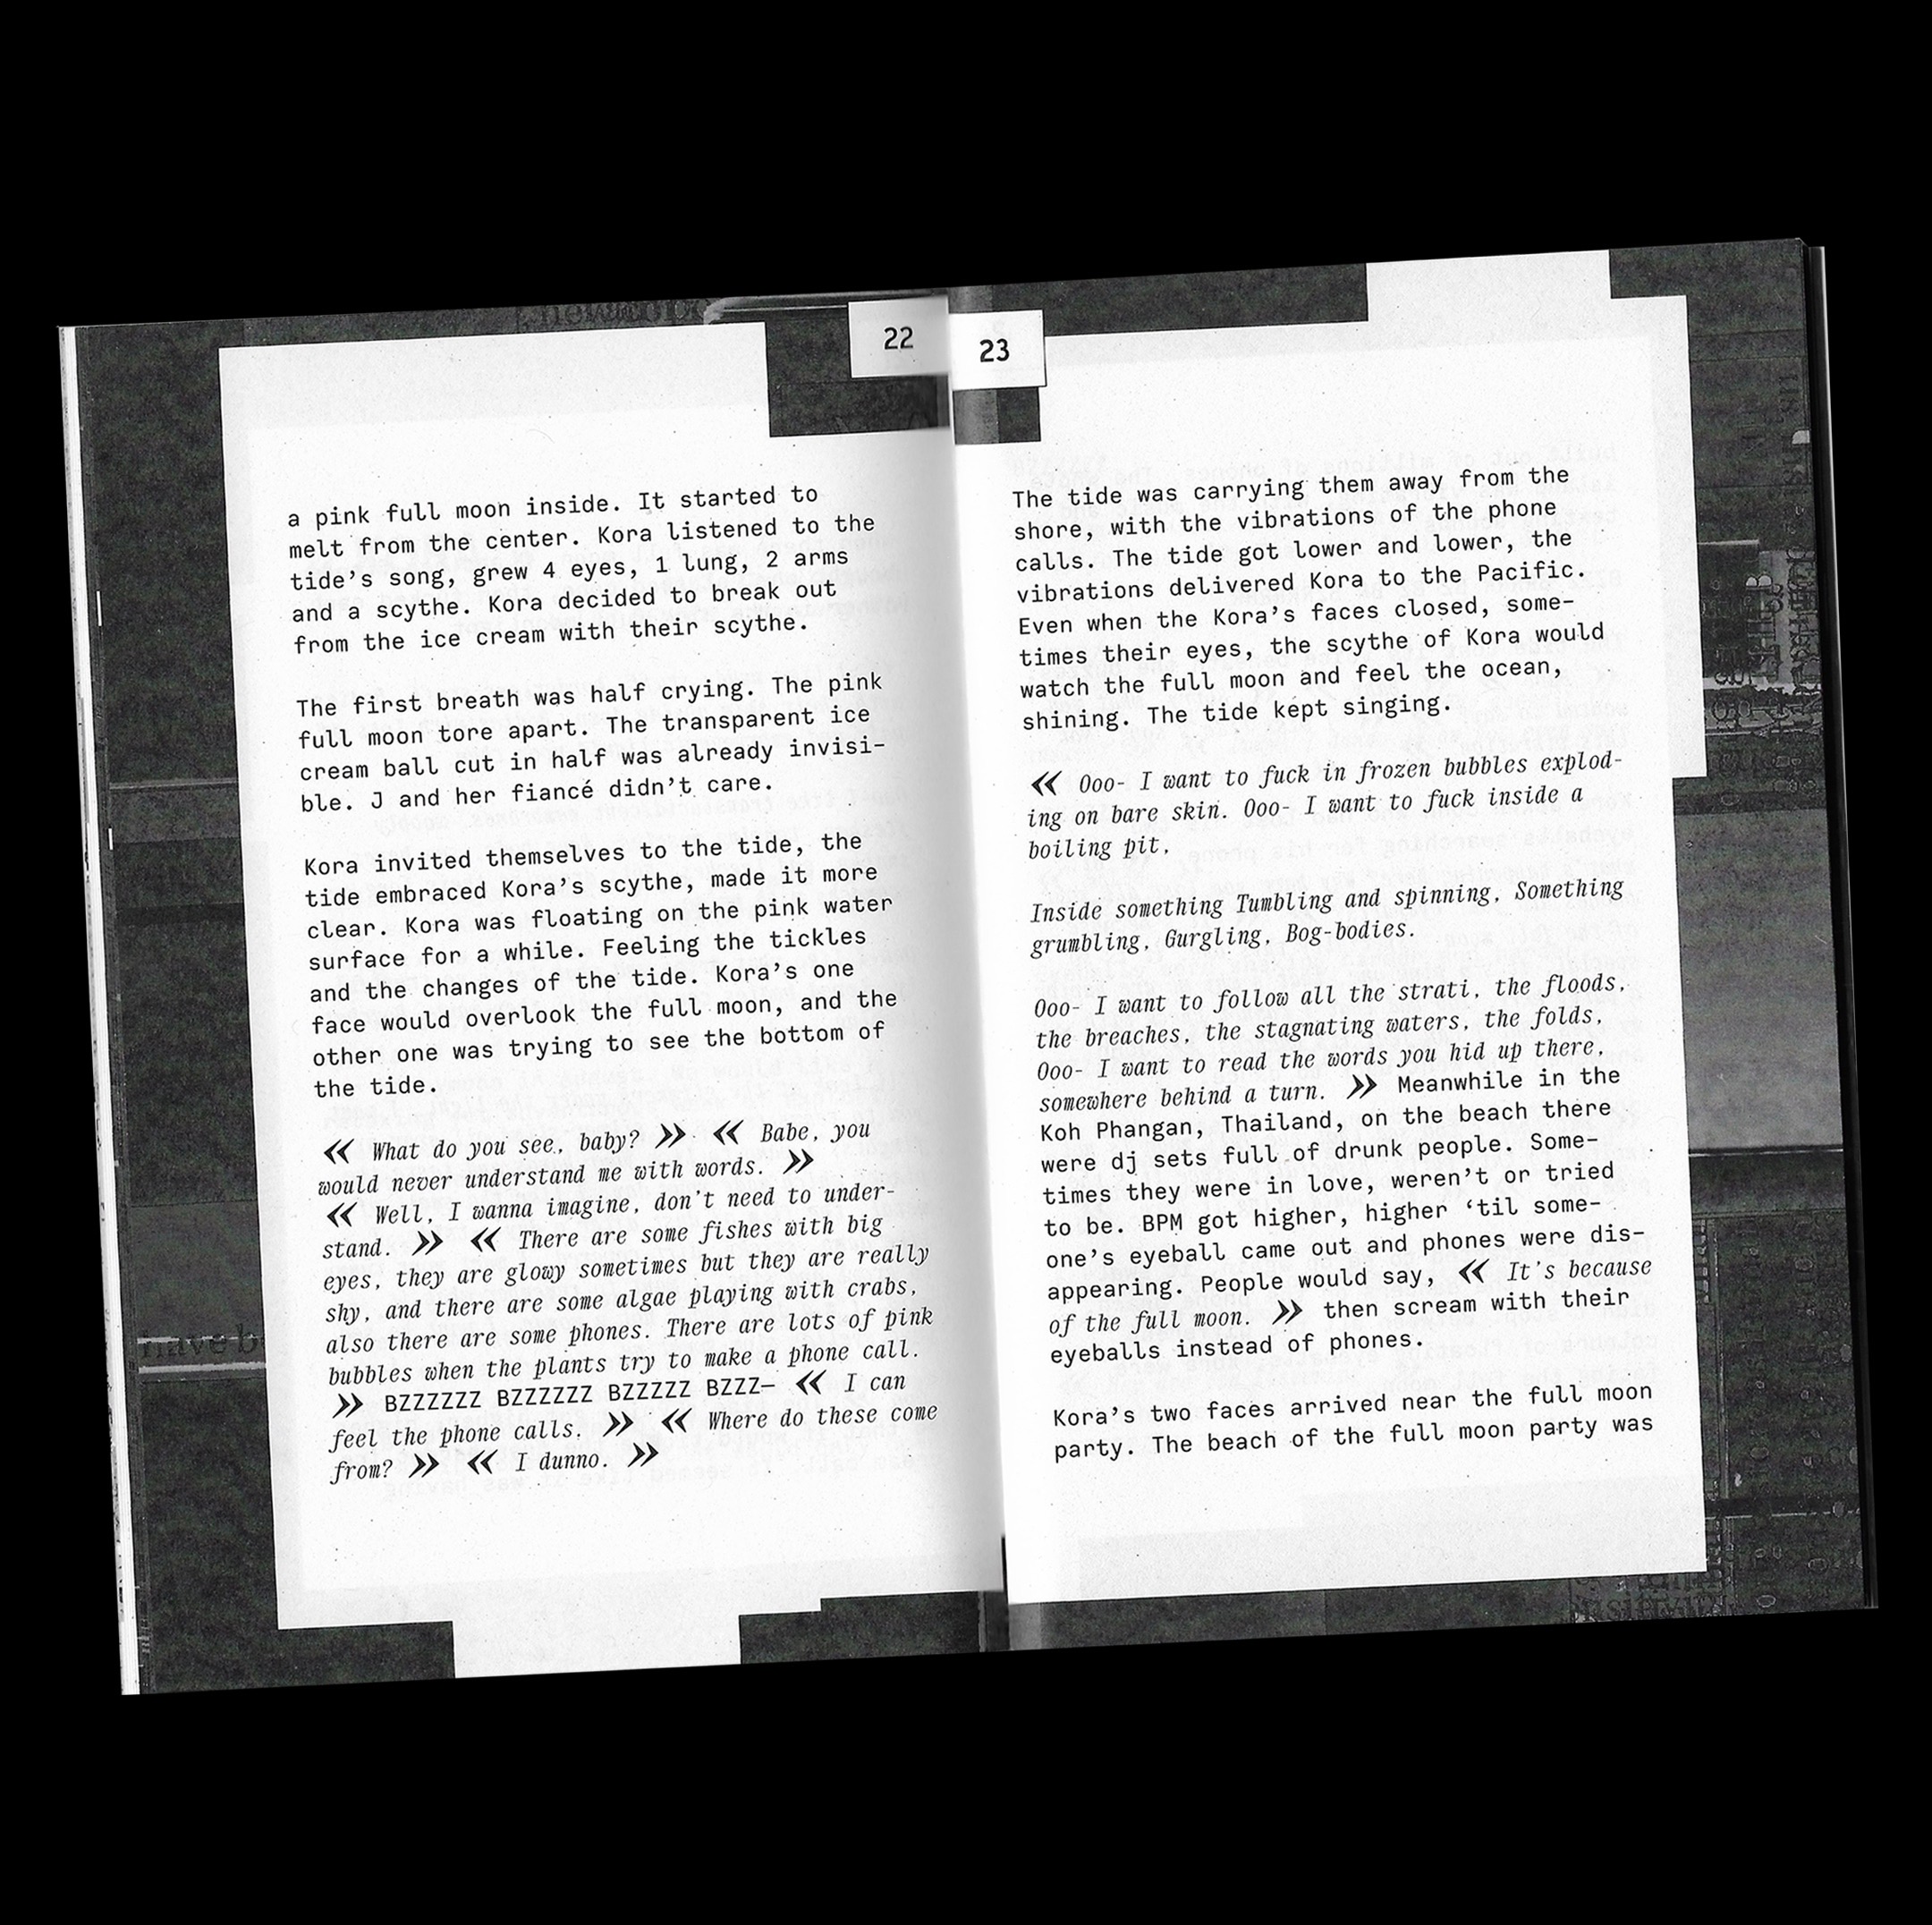 22
a pink full moon inside. It started to
melt from the center. Kora listened to the
tide’s song, grew 4 eyes, 1 lung, 2 arms
and a scythe. Kora decided to break out
from the ice cream with their scythe.
The first breath was half crying. The pink
full moon tore apart. The transparent ice
cream ball cut in half was already invisi-
ble. J and her fiancé didn’t care.
Kora invited themselves to the tide, the
tide embraced Kora’s scythe, made it more
clear. Kora was floating on the pink water
surface for a while. Feeling the tickles
and the changes of the tide. Kora’s one
face would overlook the full moon, and the
other one was trying to see the bottom of
the tide.
« What do you see, baby? » « Babe, you
would never understand me with words. »
« Well, I wanna imagine, don’t need to under-
stand. » « There are some fishes with big
eyes, they are glowy sometimes but they are really
shy, and there are some algae playing with crabs,
also there are some phones. There are lots of pink
bubbles when the plants try to make a phone call.
» BZZZZZZ BZZZZZZ BZZZZZ BZZZ— « I can
feel the phone calls. » « Where do these come
from? » « I dunno. »
23
The tide was carrying them away from the
shore, with the vibrations of the phone
calls. The tide got lower and lower, the
vibrations delivered Kora to the Pacific.
Even when the Kora’s faces closed, some-
times their eyes, the scythe of Kora would
watch the full moon and feel the ocean,
shining. The tide kept singing.
« Ooo- I want to fuck in frozen bubbles explod-
ing on bare skin. Ooo- I want to fuck inside a
boiling pit,
Inside something Tumbling and spinning, Something
grumbling, Gurgling, Bog-bodies.
Ooo- I want to follow all the strati, the floods,
the breaches, the stagnating waters, the folds,
Ooo- I want to read the words you hid up there,
somewhere behind a turn. » Meanwhile in the
Koh Phangan, Thailand, on the beach there
were dj sets full of drunk people. Some-
times they were in love, weren’t or tried
to be. BPM got higher, higher ‘til some-
one’s eyeball came out and phones were dis-
appearing. People would say, « It’s because
of the full moon. » then scream with their
eyeballs instead of phones.
Kora’s two faces arrived near the full moon
party. The beach of the full moon party was